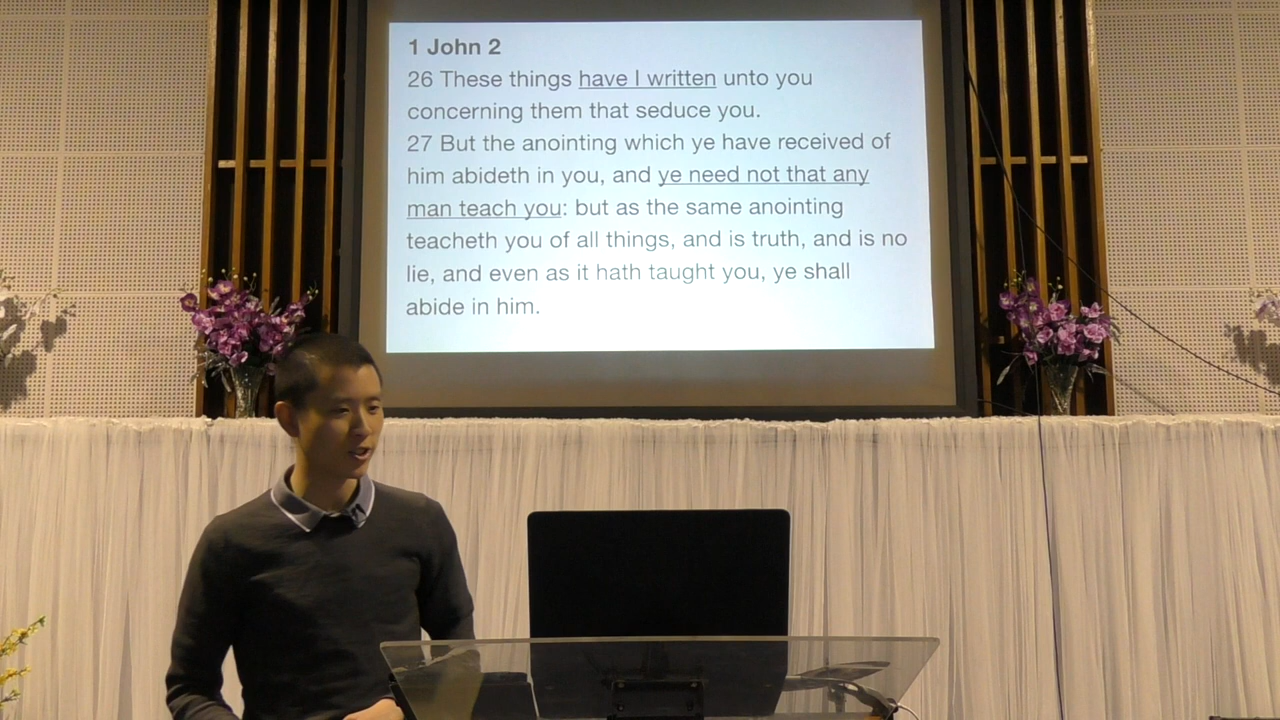 1 John 2
26 These things have I written unto you
concerning them that seduce you.
27 But the anointing which ye have received of
him abideth in you, and ye need not that any
man teach you: but as the same anointing
teacheth you of all things, and is truth, and is no
lie, and even as it hath taught you, ye shall
abide in him.